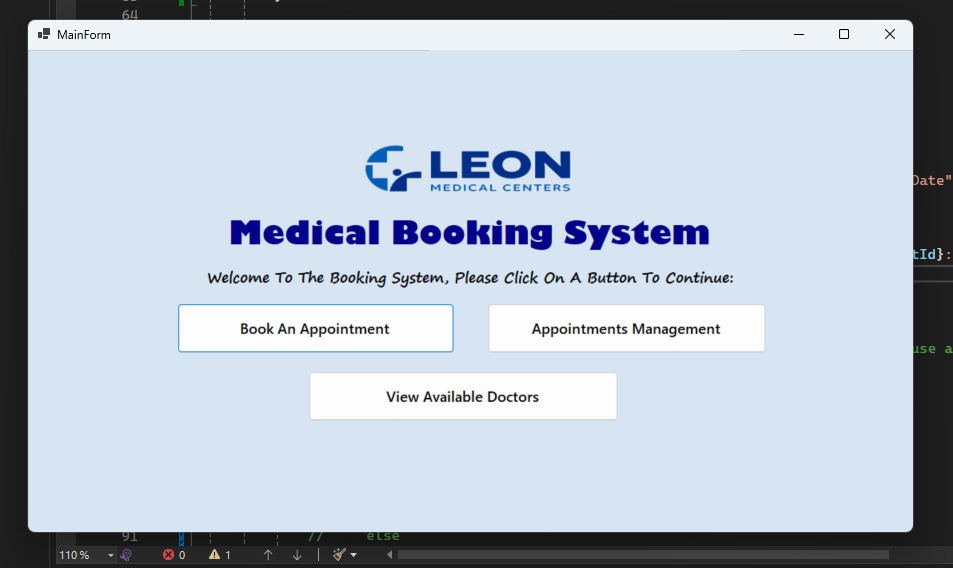 64
MainForm
Date"
LEON
MEDICAL CENTERS
Medical Booking System
tId}:
Welcome To The Booking System, Please Click On A Button To Continue:
Book An Appointment
Appointments Management
use a
View Available Doctors
91 // else
110 % 0 1